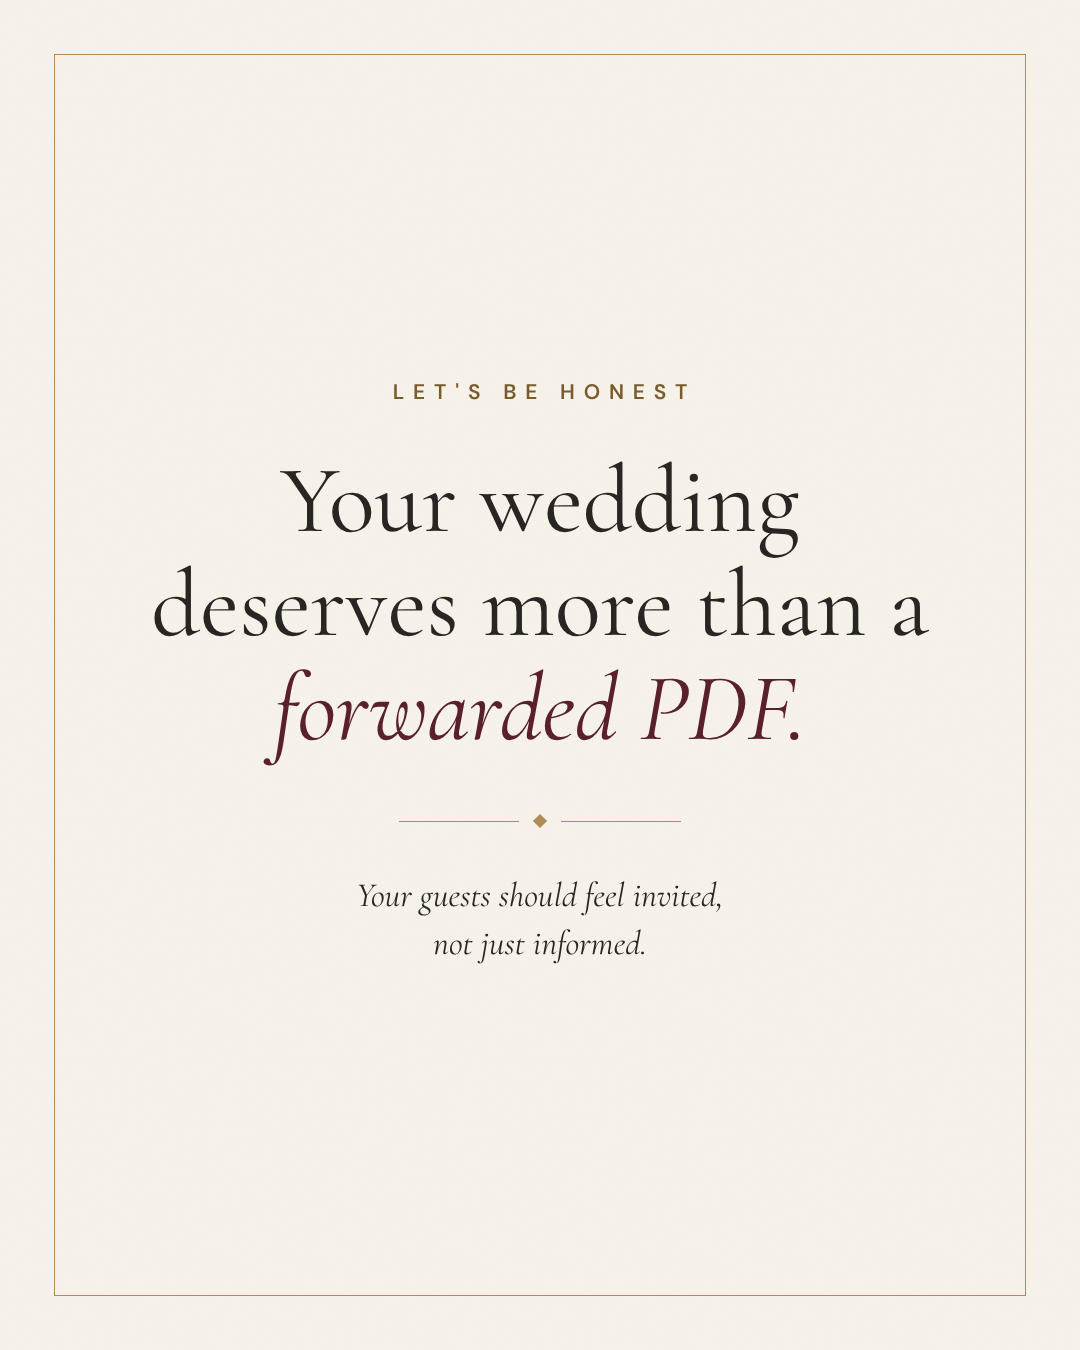 LET'S BE HONEST
Your wedding
deserves more than a
forwarded PDF.
Your guests should feel invited,
not just informed.